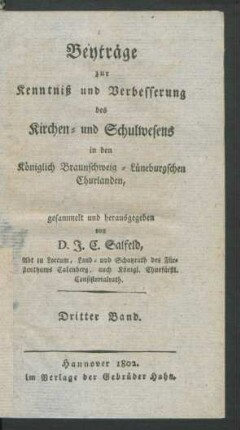 Beyträge
zur
Kenntniß und Verbesserung
des
Kirchen- und Schulwesens
in den
Königlich Braunschweig-Lüneburgschen
Churlanden,
gesammelt und herausgegeben
von
D. J. C. Salfeld,
Abt zu Loccum, Land- und Schatzrath des Für-
stenthums Calenberg, auch Königl. Churfürstl.
Consistorialrath.
Dritter Band.
Hannover 1802.
im Verlage der Gebrüder Hahn.